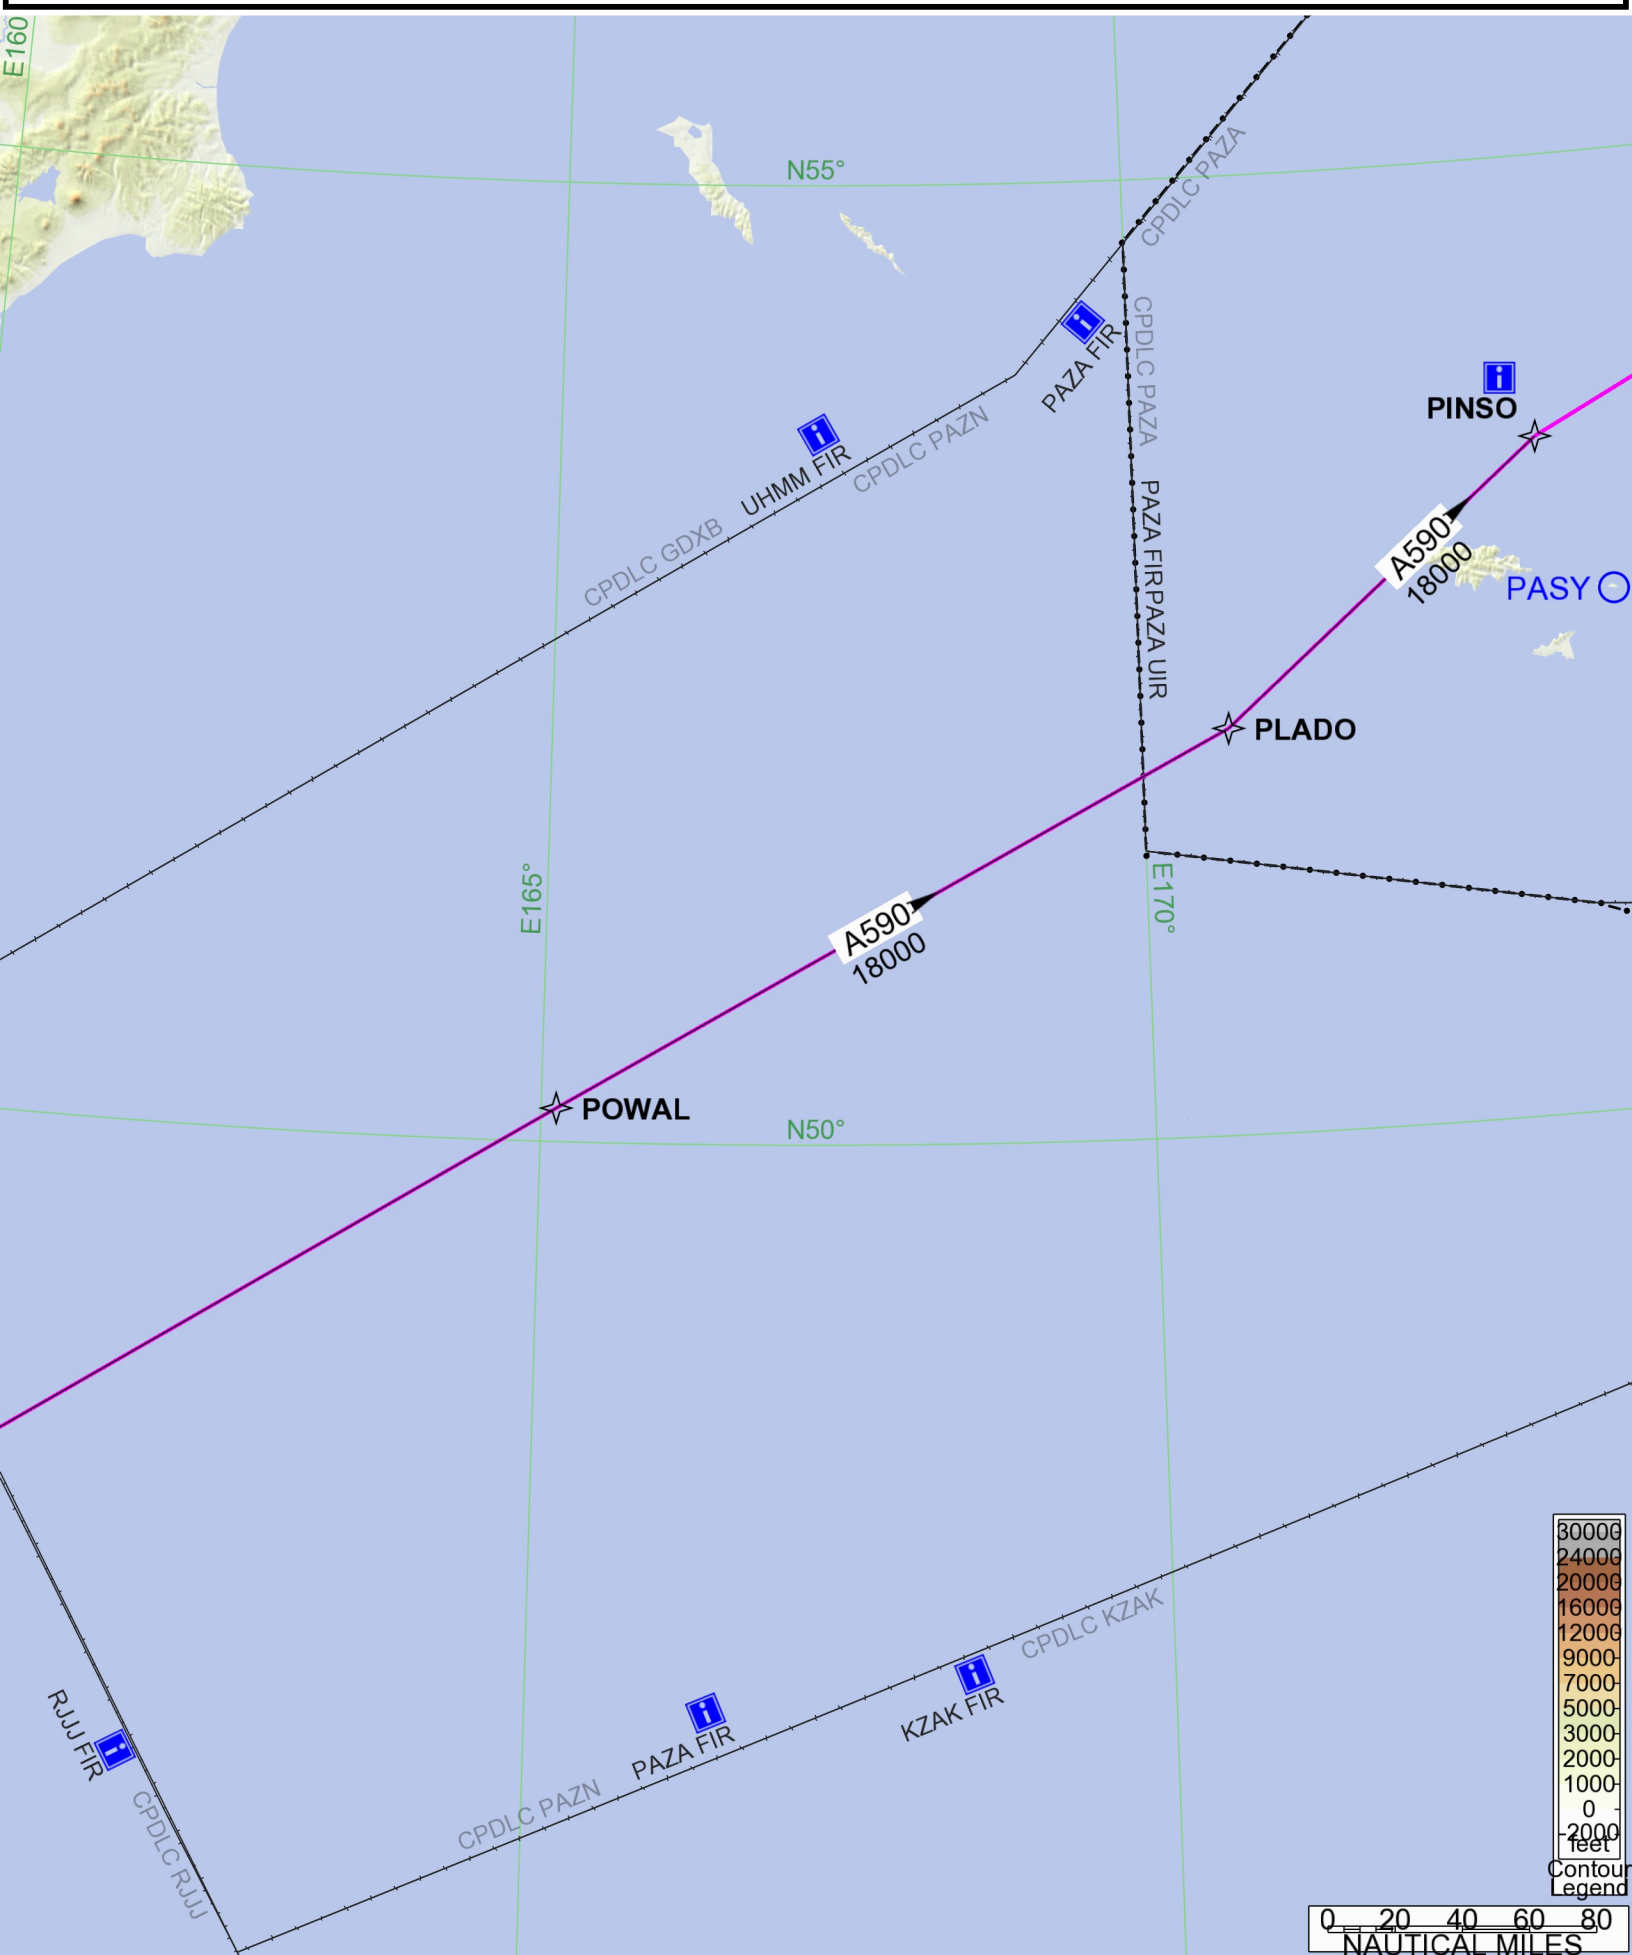 E160
N55°
CPDLC PAZA
CPDLC PAZA
PAZA FIR
PINSO
UHMM FIR
CPDLC PAZN
CPDLC GDXB
PAZA FIR
PAZA UIR
A590
18000
PASY
PLADO
E165°
E170°
A590
18000
POWAL
N50°
CPDLC KZAK
KZAK FIR
PAZA FIR
CPDLC PAZN
RJJJ FIR
CPDLC RJJJ
30000
24000
20000
16000
12000
9000
7000
5000
3000
2000
1000
0
-2000
feet
Contour
Legend
0 20 40 60 80
NAUTICAL MILES